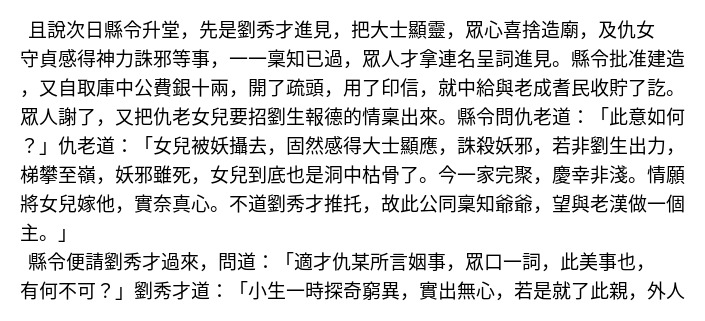 且說次日縣令升堂，先是劉秀才進見，把大士顯靈，眾心喜捨造廟，及仇女
守貞感得神力誅邪等事，一一稟知已過，眾人才拿連名呈詞進見。縣令批准建造
，又自取庫中公費銀十兩，開了疏頭，用了印信，就中給與老成耆民收貯了訖。
眾人謝了，又把仇老女兒要招劉生報德的情稟出來。縣令問仇老道：「此意如何
？」仇老道：「女兒被妖攝去，固然感得大士顯應，誅殺妖邪，若非劉生出力，
梯攀至嶺，妖邪雖死，女兒到底也是洞中枯骨了。今一家完聚，慶幸非淺。情願
將女兒嫁他，實奈真心。不道劉秀才推托，故此公同稟知爺爺，望與老漢做一個
主。」
縣令便請劉秀才過來，問道：「適才仇某所言姻事，眾口一詞，此美事也，
有何不可？」劉秀才道：「小生一時探奇窮異，實出無心，若是就了此親，外人